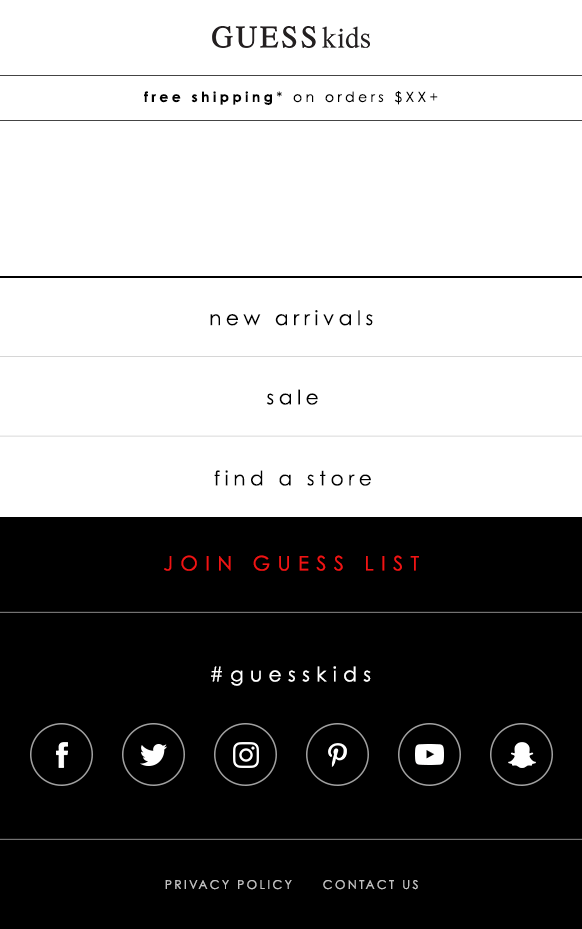 GUESS kids
free shipping* on orders $XX+
new arrivals
sale
find a store
JOIN GUESS LIST
#guesskids
PRIVACY POLICY CONTACT US